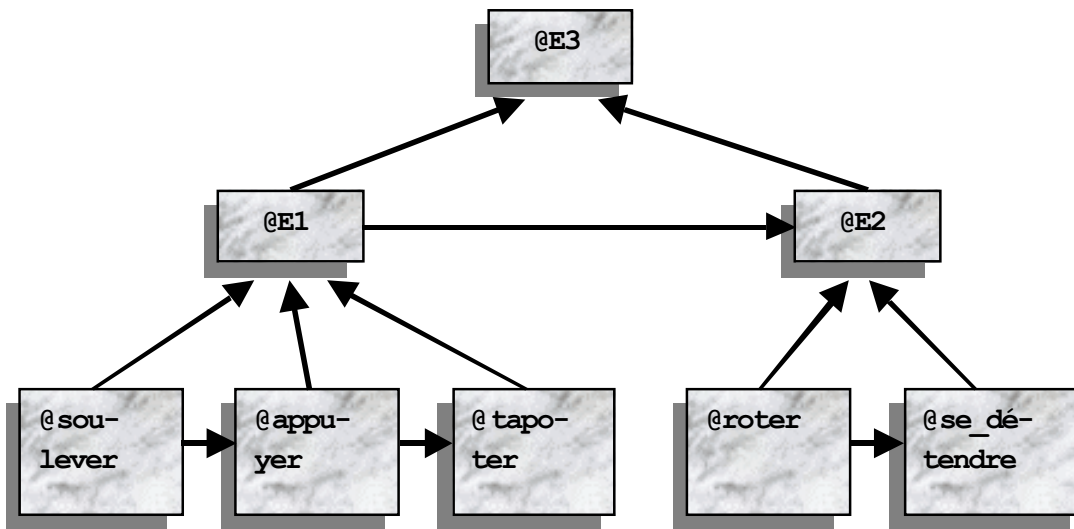 @E3
@E1
@E2
@sou-
lever
@appu-
yer
@tapo-
ter
@roter
@se_dé-
tendre